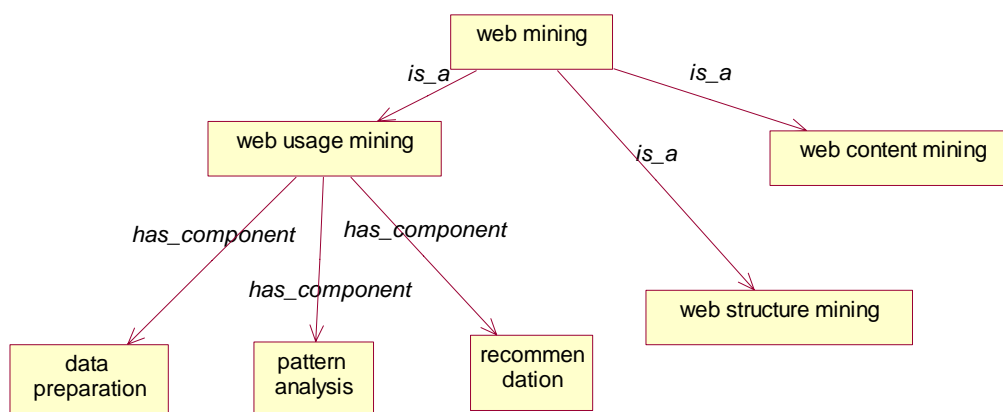 web mining
is_a
is_a
web usage mining
web content mining
is_a
has_component
has_component
has_component
web structure mining
data
preparation
pattern
analysis
recommen
dation